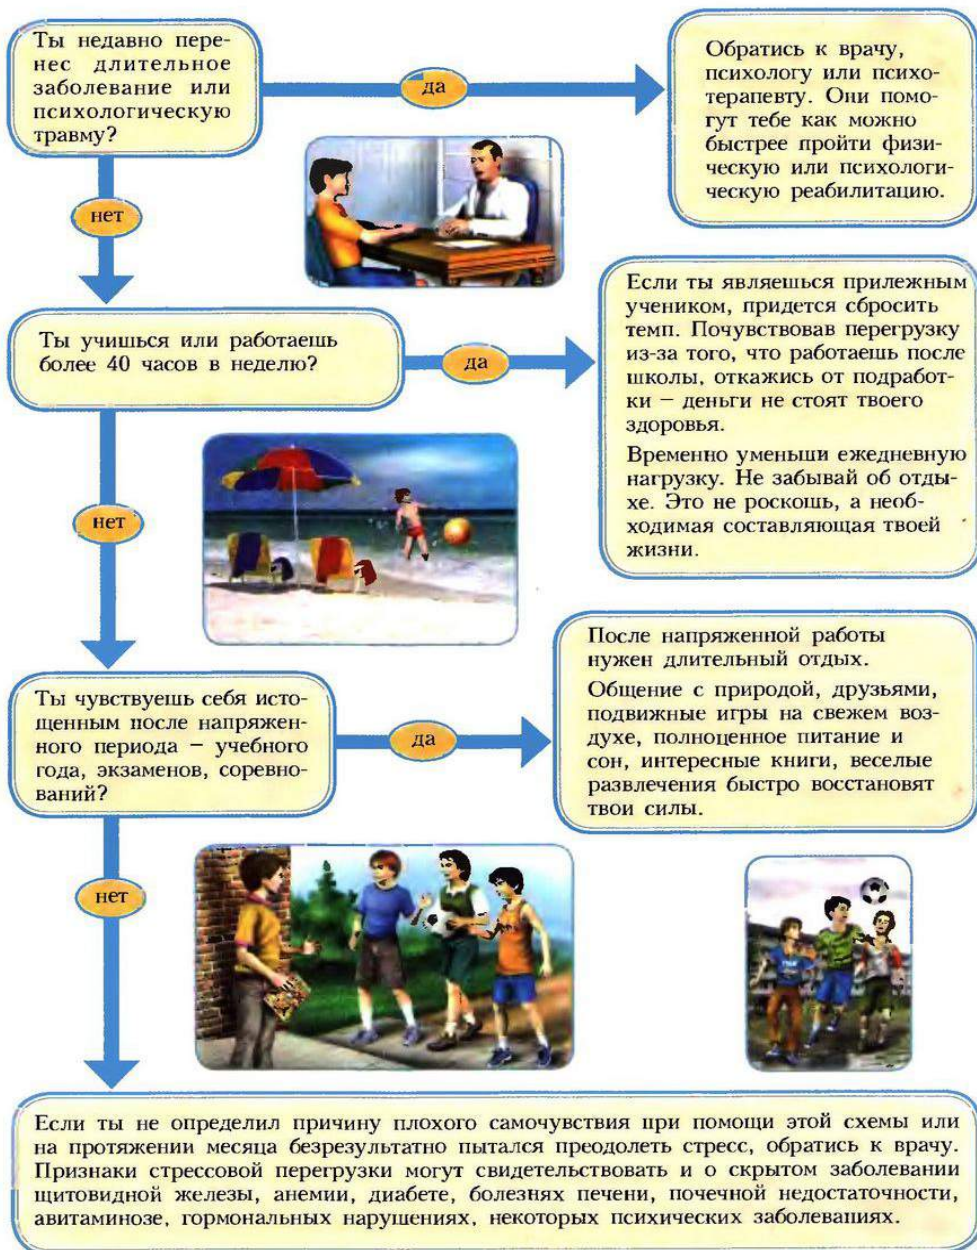 Ты недавно пере-
нес длительное
заболевание или
психологическую
травму?
да
Обратись к врачу,
психологу или психо-
терапевту. Они помо-
гут тебе как можно
быстрее пройти физи-
ческую или психологи-
ческую реабилитацию.
нет
Ты учишься или работаешь
более 40 часов в неделю?
да
Если ты являешься прилежным
учеником, придется сбросить
темп. Почувствовав перегрузку
из-за того, что работаешь после
школы, откажись от подработ-
ки – деньги не стоят твоего
здоровья.
Временно уменьши ежедневную
нагрузку. Не забывай об отды-
хе. Это не роскошь, а необ-
ходимая составляющая твоей
жизни.
нет
Ты чувствуешь себя исто-
щенным после напряжен-
ного периода – учебного
года, экзаменов, соревно-
ваний?
да
После напряженной работы
нужен длительный отдых.
Общение с природой, друзьями,
подвижные игры на свежем воз-
духе, полноценное питание и
сон, интересные книги, веселые
развлечения быстро восстановят
твои силы.
нет
Если ты не определил причину плохого самочувствия при помощи этой схемы или
на протяжении месяца безрезультатно пытался преодолеть стресс, обратись к врачу.
Признаки стрессовой перегрузки могут свидетельствовать и о скрытом заболевании
щитовидной железы, анемии, диабете, болезнях печени, почечной недостаточности,
авитаминозе, гормональных нарушениях, некоторых психических заболеваниях.